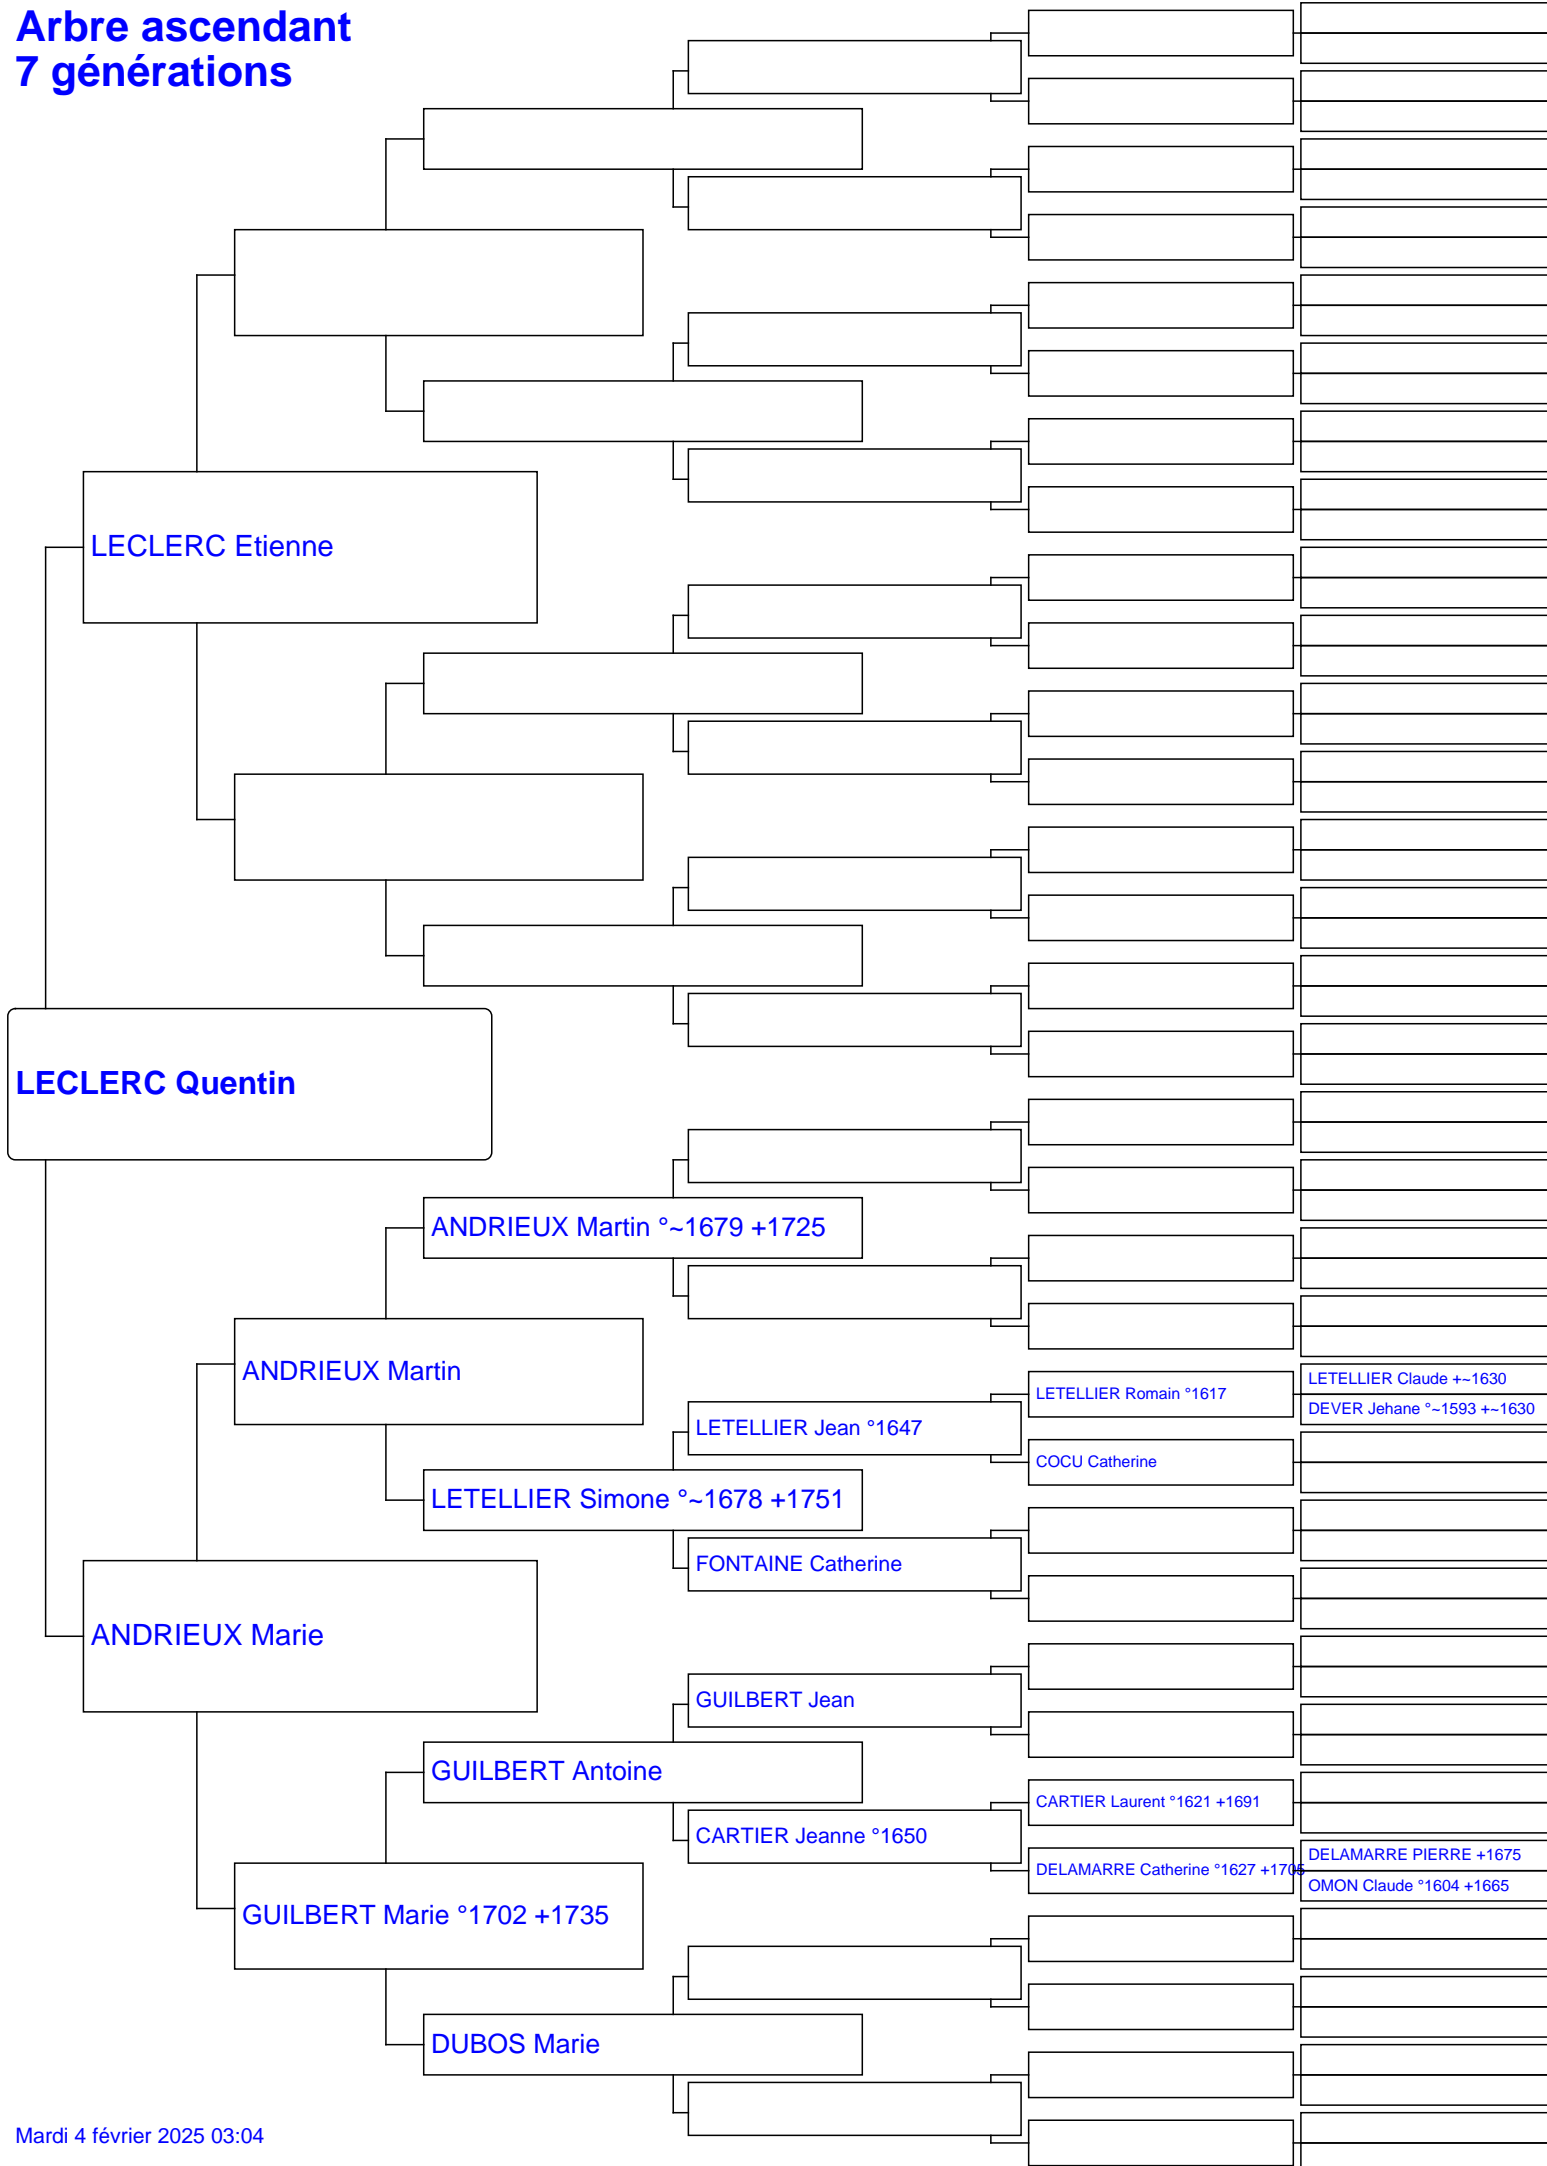 Arbre ascendant
7 générations
LECLERC Etienne
LECLERC Quentin
ANDRIEUX Martin °~1679 +1725
ANDRIEUX Martin
LETELLIER Romain °1617
LETELLIER Claude +~1630
DEVER Jehane °~1593 +~1630
LETELLIER Jean °1647
COCU Catherine
LETELLIER Simone °~1678 +1751
FONTAINE Catherine
ANDRIEUX Marie
GUILBERT Jean
GUILBERT Antoine
CARTIER Laurent °1621 +1691
CARTIER Jeanne °1650
DELAMARRE Catherine °1627 +1705
DELAMARRE PIERRE +1675
OMON Claude °1604 +1665
GUILBERT Marie °1702 +1735
DUBOS Marie
Mardi 4 février 2025 03:04